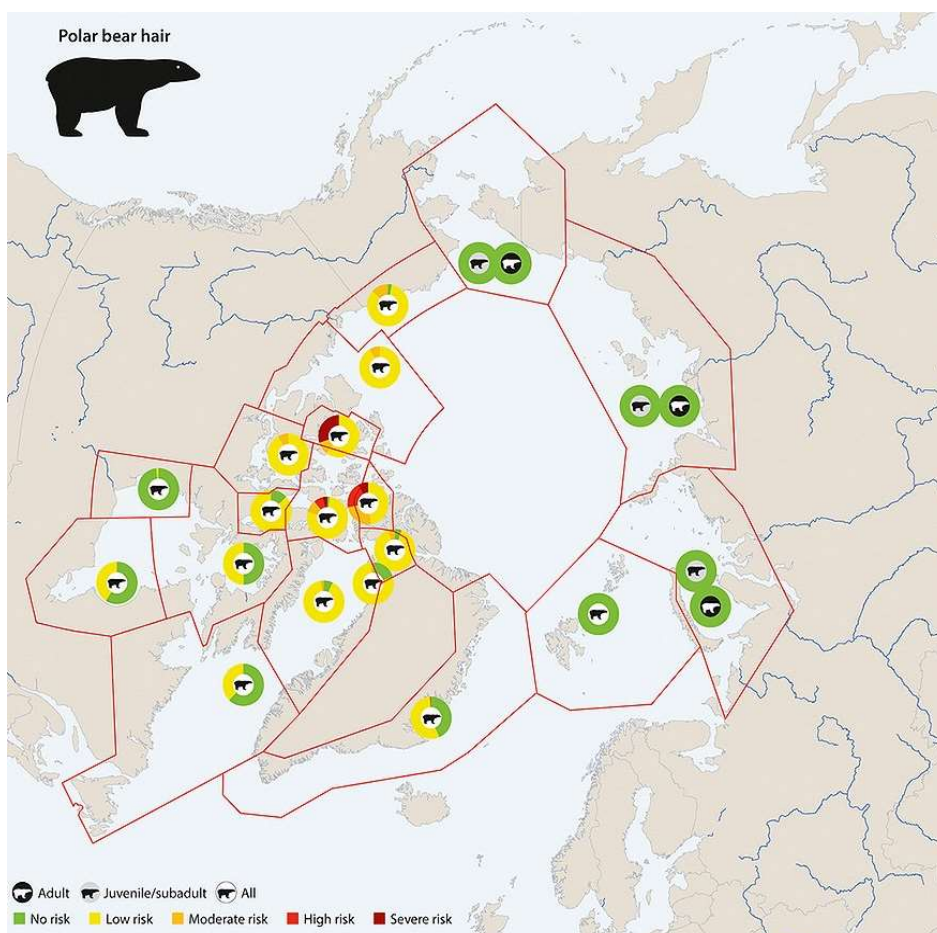 Polar bear hair
Adult Juvenile/subadult All
No risk Low risk Moderate risk High risk Severe risk